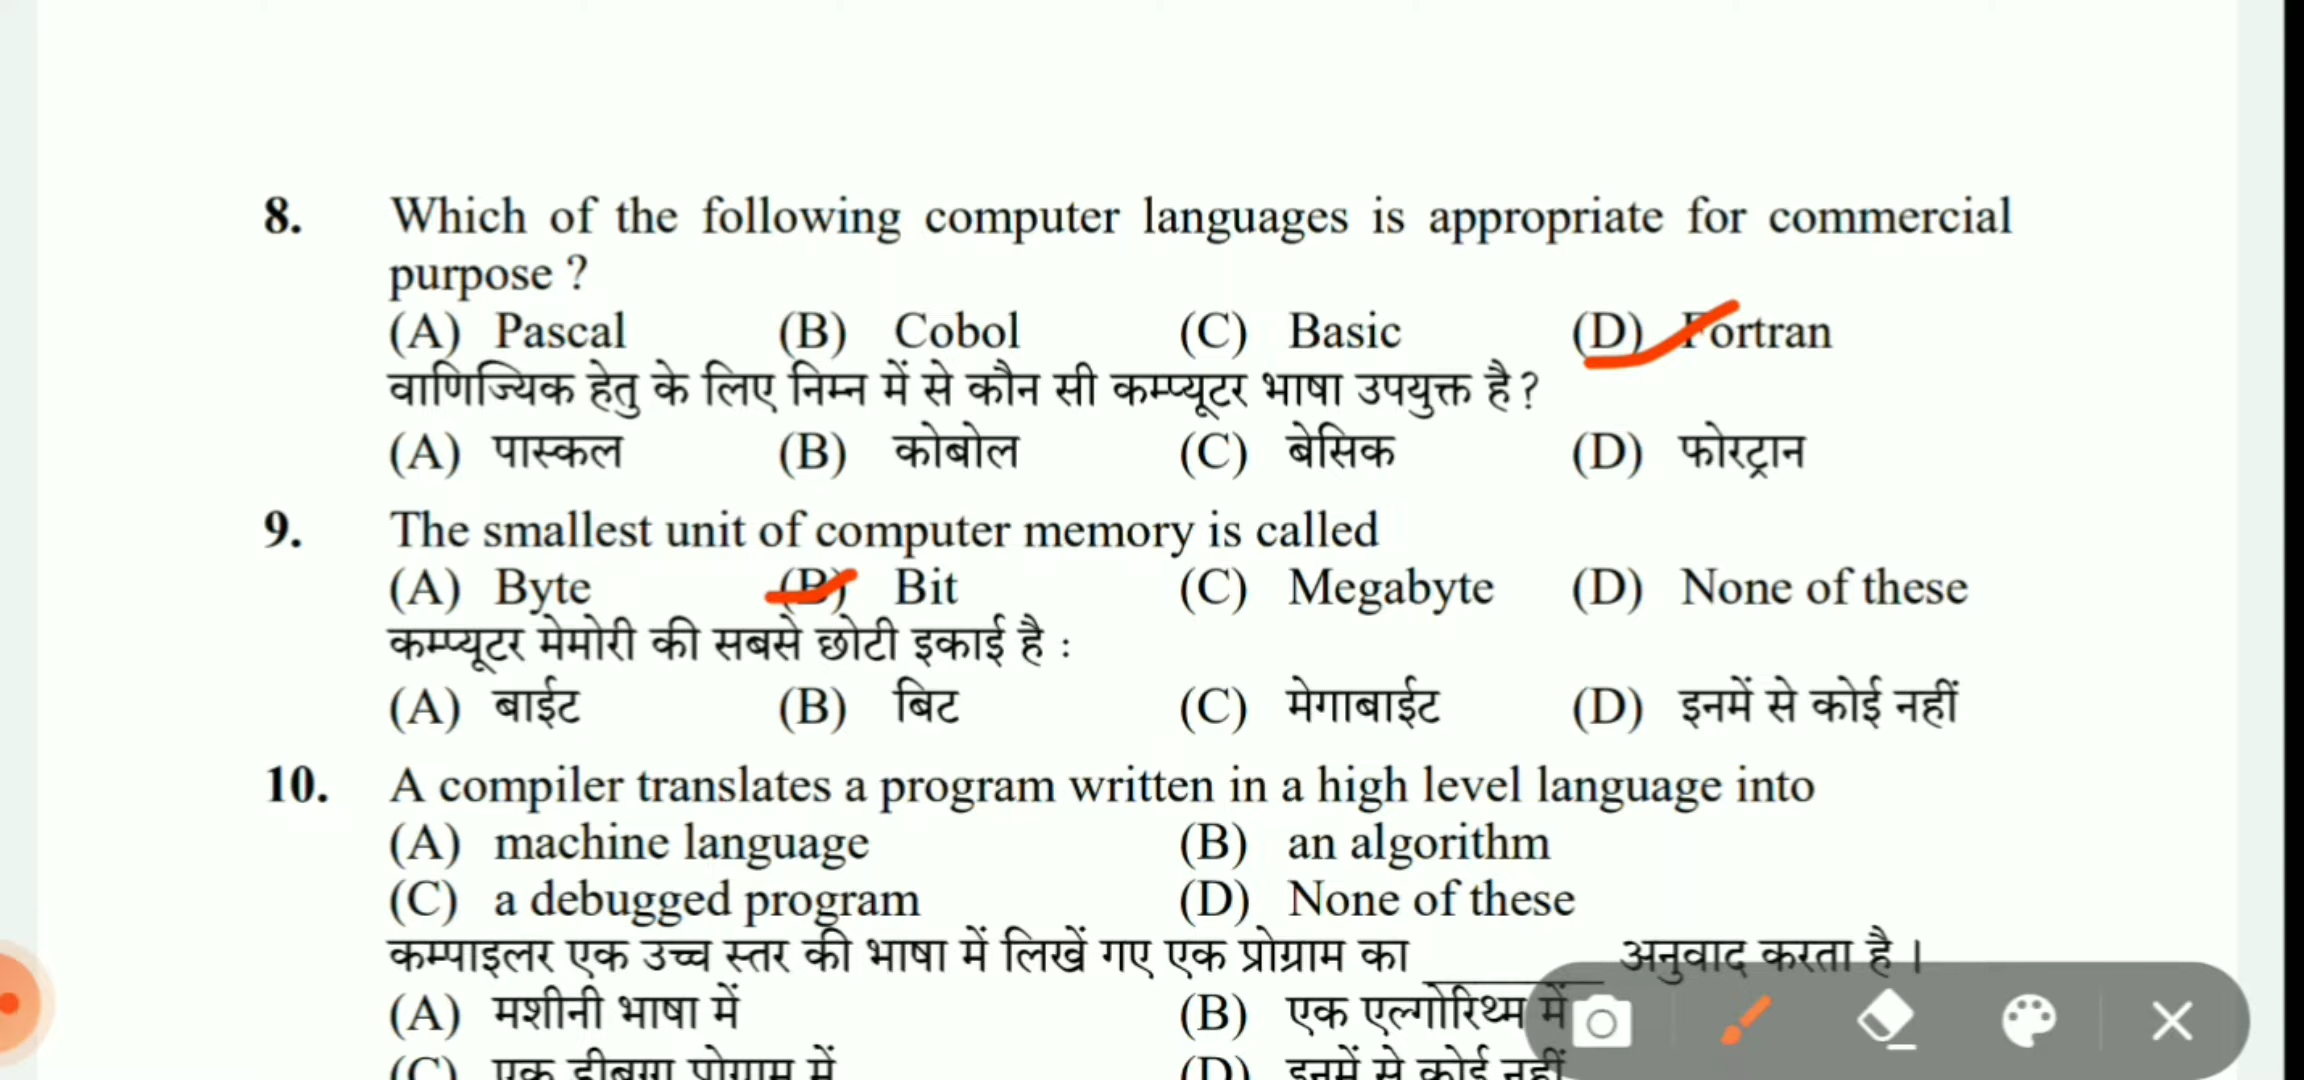 8. Which of the following computer languages is appropriate for commercial
purpose ?
(A) Pascal (B) Cobol (C) Basic (D) Fortran
वाणिज्यिक हेतु के लिए निम्न में से कौन सी कम्प्यूटर भाषा उपयुक्त है ?
(A) पास्कल (B) कोबोल (C) बेसिक (D) फोरट्रान
9. The smallest unit of computer memory is called
(A) Byte (B) Bit (C) Megabyte (D) None of these
कम्प्यूटर मेमोरी की सबसे छोटी इकाई है :
(A) बाईट (B) बिट (C) मेगाबाईट (D) इनमें से कोई नहीं
10. A compiler translates a program written in a high level language into
(A) machine language (B) an algorithm
(C) a debugged program (D) None of these
कम्पाइलर एक उच्च स्तर की भाषा में लिखें गए एक प्रोग्राम का ________ अनुवाद करता है ।
(A) मशीनी भाषा में (B) एक एल्गोरिथ्म में
(C) एक डीबग्ग प्रोग्राम में (D) इनमें से कोई नहीं